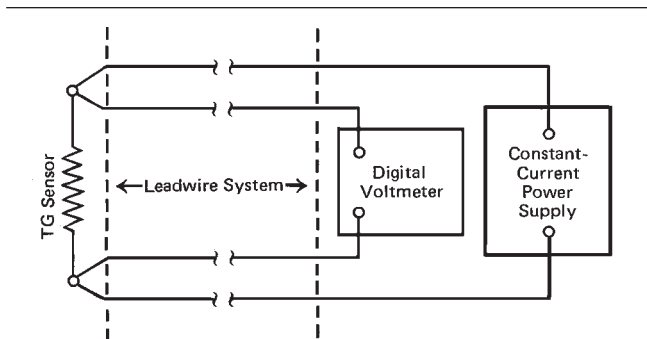 TG Sensor
Leadwire System
Digital
Voltmeter
Constant-
Current
Power
Supply